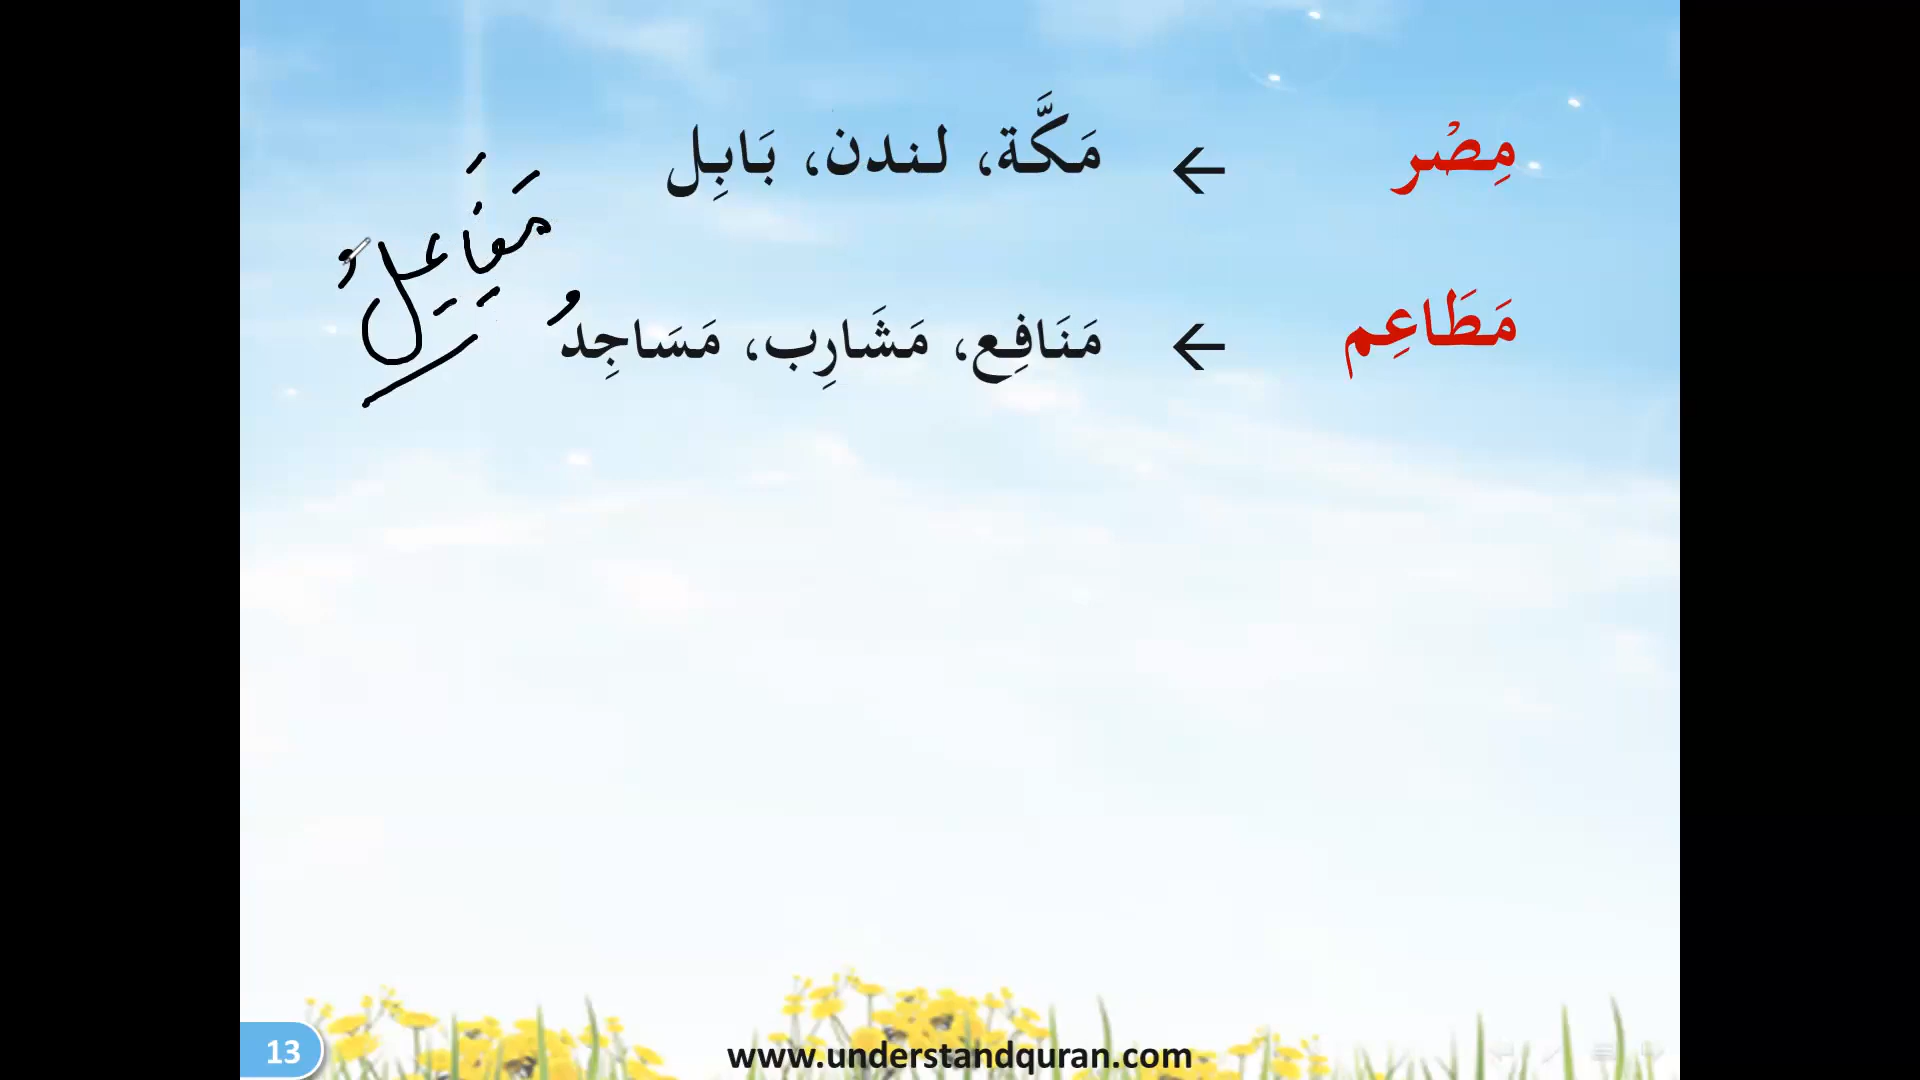 مِصْر ← مَكَّة، لندن، بَابِل
مَفَاعِلُ
مَطَاعِم ← مَنَافِع، مَشَارِب، مَسَاجِدُ
13
www.understandquran.com